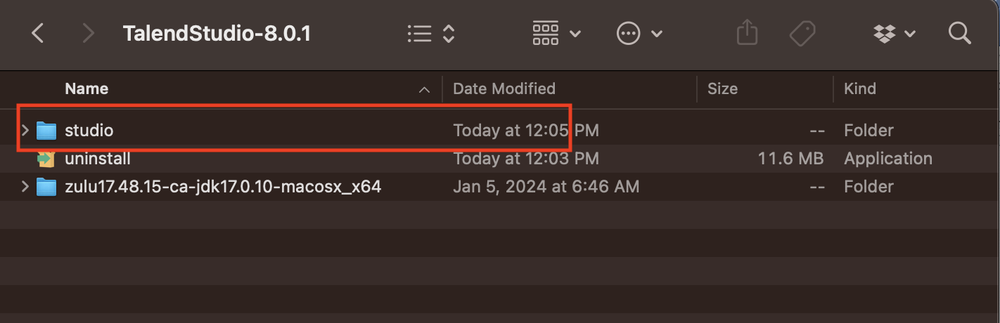 TalendStudio-8.0.1
Name Date Modified Size Kind
studio Today at 12:05 PM -- Folder
uninstall Today at 12:03 PM 11.6 MB Application
zulu17.48.15-ca-jdk17.0.10-macosx_x64 Jan 5, 2024 at 6:46 AM -- Folder